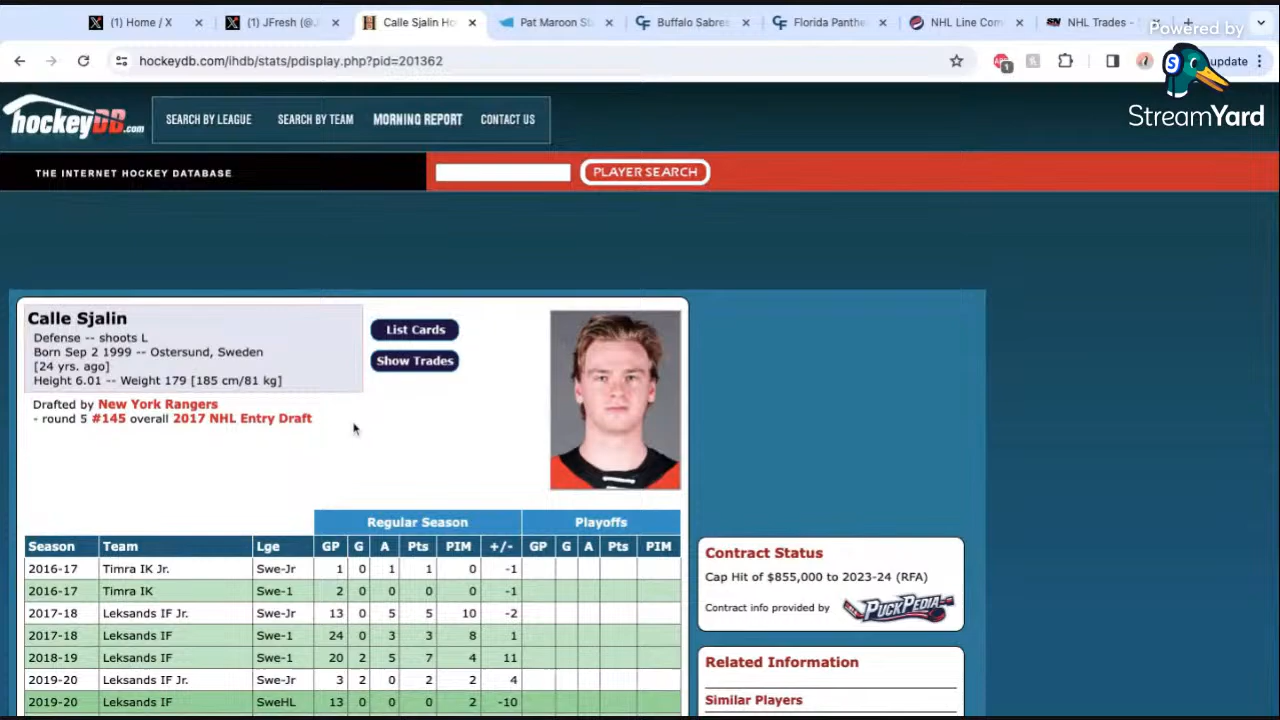 (1) Home / X
(1) JFresh (@J
Calle Sjalin Ho
Pat Maroon St
Buffalo Sabres
Florida Panthe
NHL Line Com
NHL Trades -
Powered by
hockeydb.com/ihdb/stats/pdisplay.php?pid=201362
1
update
StreamYard
hockeyDB.com
SEARCH BY LEAGUE
SEARCH BY TEAM
MORNING REPORT
CONTACT US
THE INTERNET HOCKEY DATABASE
PLAYER SEARCH
Calle Sjalin
Defense -- shoots L
Born Sep 2 1999 -- Ostersund, Sweden
[24 yrs. ago]
Height 6.01 -- Weight 179 [185 cm/81 kg]
List Cards
Show Trades
Drafted by New York Rangers
- round 5 #145 overall 2017 NHL Entry Draft
Regular Season Playoffs
Season Team Lge GP G A Pts PIM +/- GP G A Pts PIM
2016-17 Timra IK Jr. Swe-Jr 1 0 1 1 0 -1
2016-17 Timra IK Swe-1 2 0 0 0 0 -1
2017-18 Leksands IF Jr. Swe-Jr 13 0 5 5 10 -2
2017-18 Leksands IF Swe-1 24 0 3 3 8 1
2018-19 Leksands IF Swe-1 20 2 5 7 4 11
2019-20 Leksands IF Jr. Swe-Jr 3 2 0 2 2 4
2019-20 Leksands IF SweHL 13 0 0 0 2 -10
Contract Status
Cap Hit of $855,000 to 2023-24 (RFA)
Contract info provided by PUCKPEDIA
Related Information
Similar Players